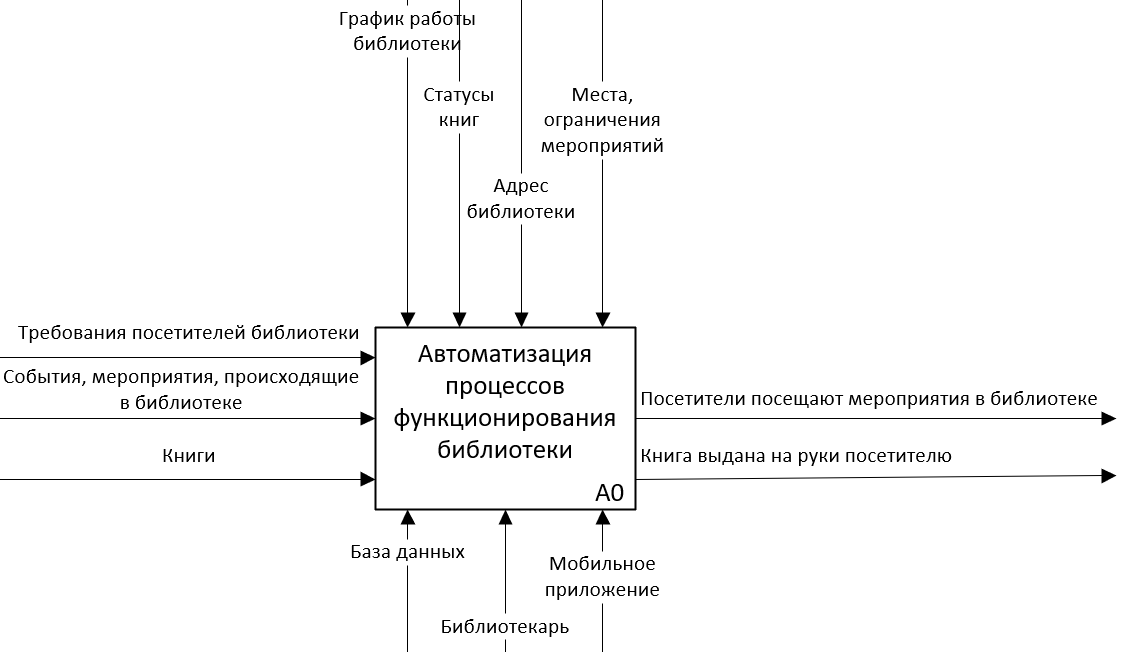 График работы
библиотеки
Статусы
книг
Места,
ограничения
мероприятий
Адрес
библиотеки
Требования посетителей библиотеки
События, мероприятия, происходящие
в библиотеке
Книги
Автоматизация
процессов
функционирования
библиотеки
A0
Посетители посещают мероприятия в библиотеке
Книга выдана на руки посетителю
База данных
Библиотекарь
Мобильное
приложение